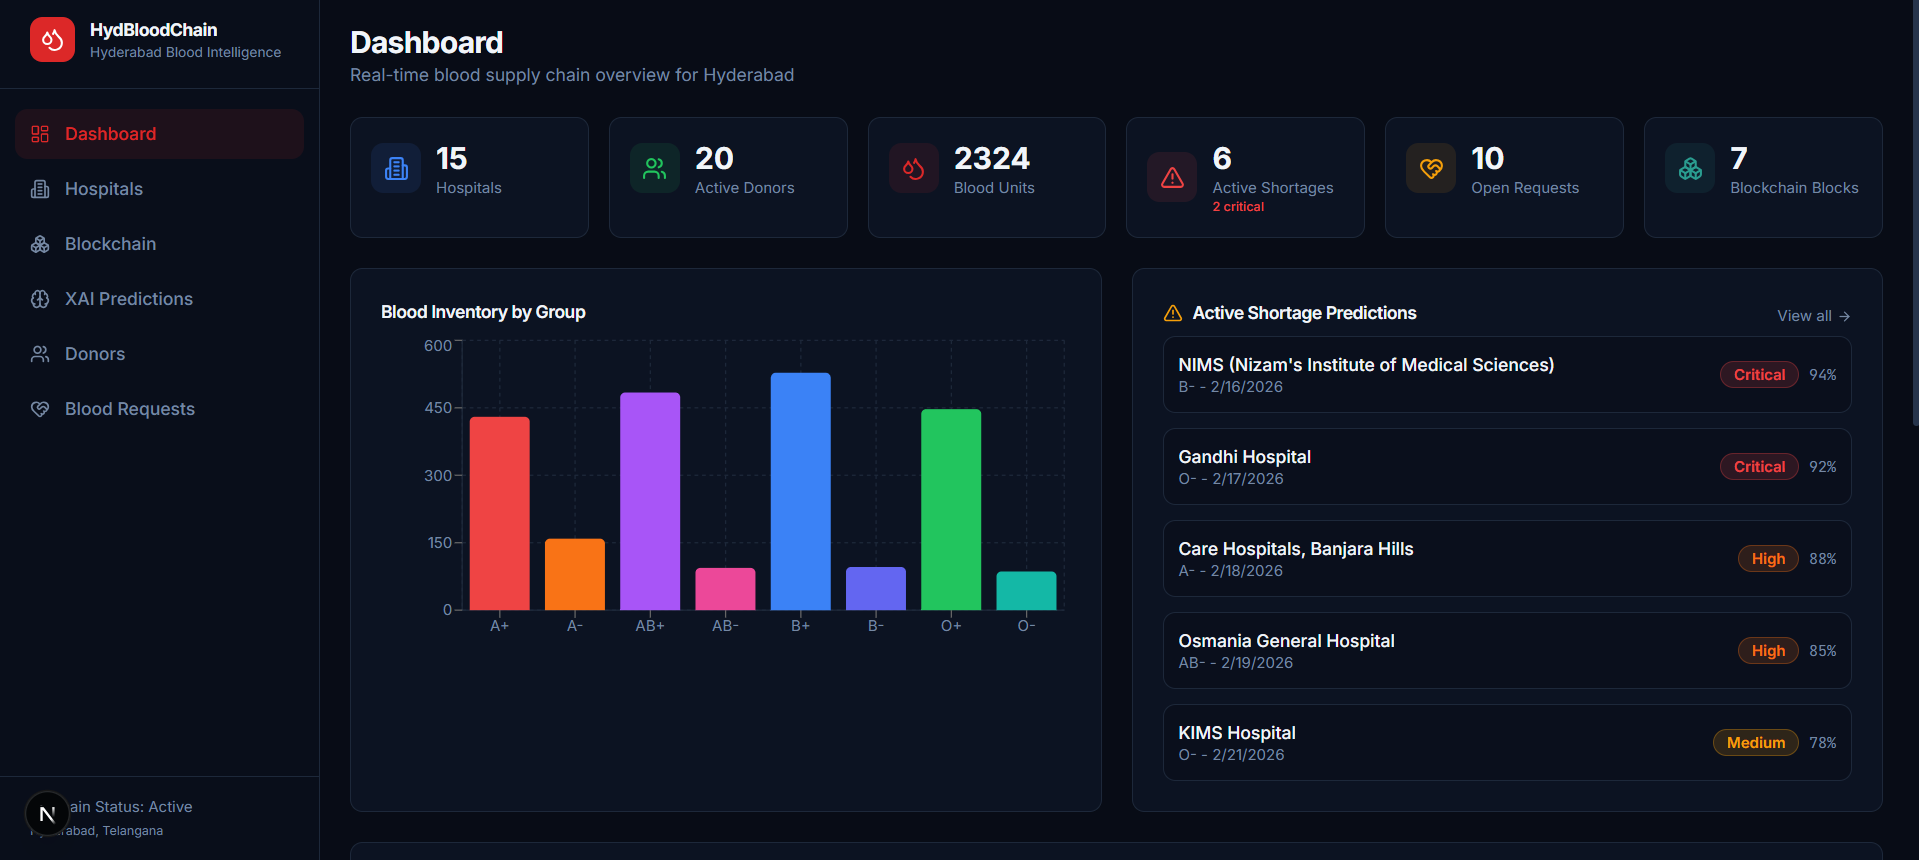 HydBloodChain
Hyderabad Blood Intelligence
Dashboard
Hospitals
Blockchain
XAI Predictions
Donors
Blood Requests
ain Status: Active
abad, Telangana
N
Dashboard
Real-time blood supply chain overview for Hyderabad
15
Hospitals
20
Active Donors
2324
Blood Units
6
Active Shortages
2 critical
10
Open Requests
7
Blockchain Blocks
Blood Inventory by Group
600
450
300
150
0
A+ A- AB+ AB- B+ B- O+ O-
Active Shortage Predictions
View all →
NIMS (Nizam's Institute of Medical Sciences)
B- - 2/16/2026
Critical 94%
Gandhi Hospital
O- - 2/17/2026
Critical 92%
Care Hospitals, Banjara Hills
A- - 2/18/2026
High 88%
Osmania General Hospital
AB- - 2/19/2026
High 85%
KIMS Hospital
O- - 2/21/2026
Medium 78%